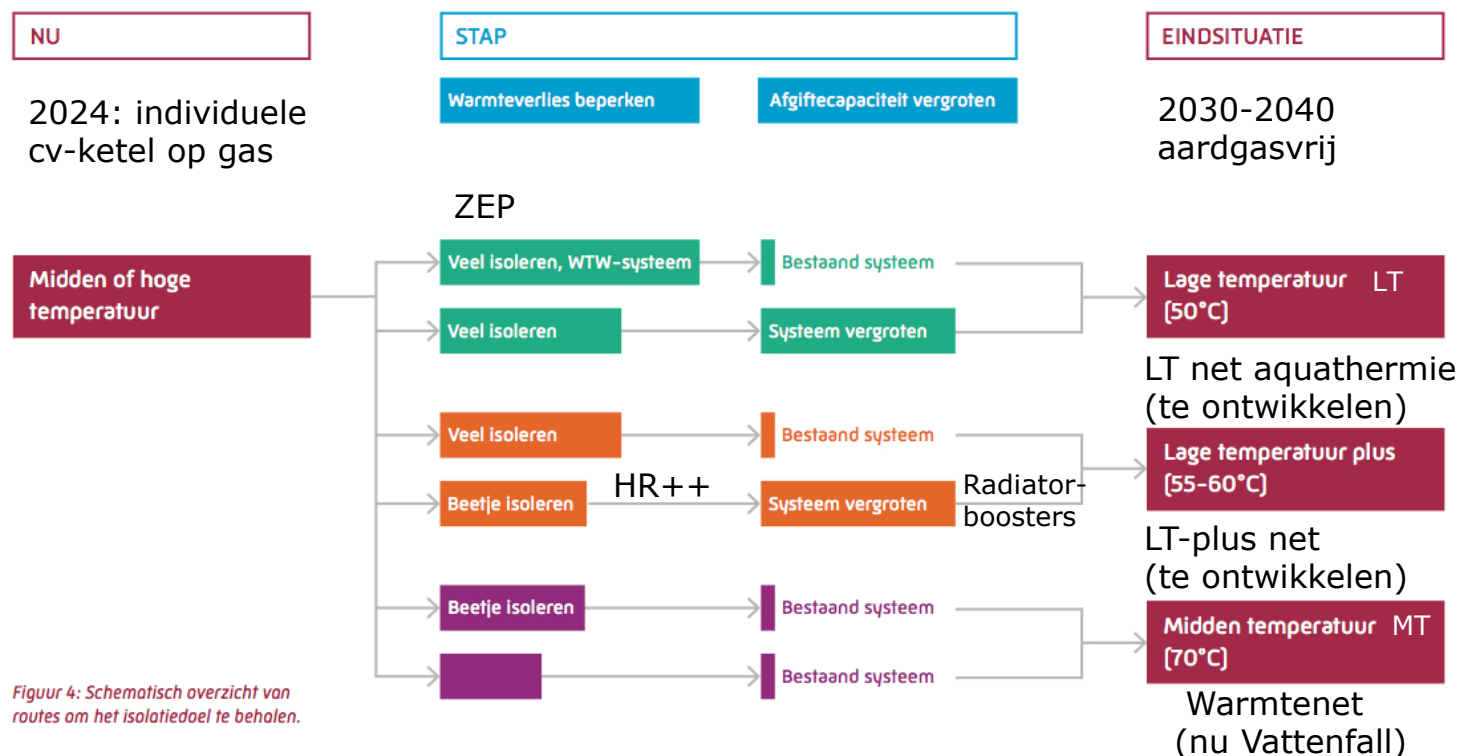 NU
STAP
EINDSITUATIE
Warmteverlies beperken
Afgiftecapaciteit vergroten
2024: individuele
cv-ketel op gas
2030-2040
aardgasvrij
ZEP
Midden of hoge
temperatuur
Veel isoleren, WTW-systeem
Bestaand systeem
Veel isoleren
Systeem vergroten
Lage temperatuur LT
(50°C)
LT net aquathermie
(te ontwikkelen)
Veel isoleren
Bestaand systeem
Beetje isoleren
HR++
Systeem vergroten
Radiator-
boosters
Lage temperatuur plus
(55-60°C)
LT-plus net
(te ontwikkelen)
Beetje isoleren
Bestaand systeem
Bestaand systeem
Midden temperatuur MT
(70°C)
Warmtenet
(nu Vattenfall)
Figuur 4: Schematisch overzicht van
routes om het isolatiedoel te behalen.